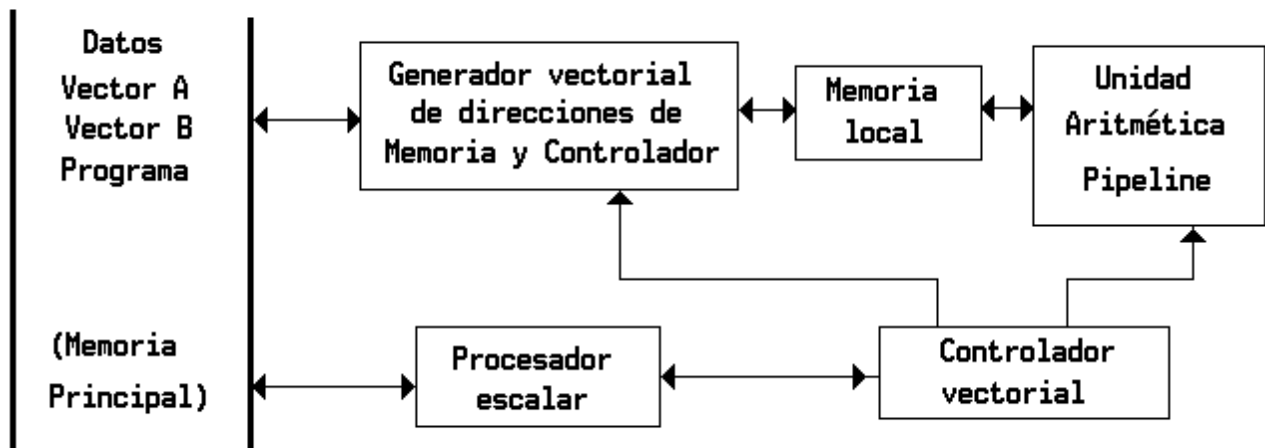 Datos
Vector A
Vector B
Programa
(Memoria
Principal)
Generador vectorial
de direcciones de
Memoria y Controlador
Memoria
local
Unidad
Aritmética
Pipeline
Procesador
escalar
Controlador
vectorial